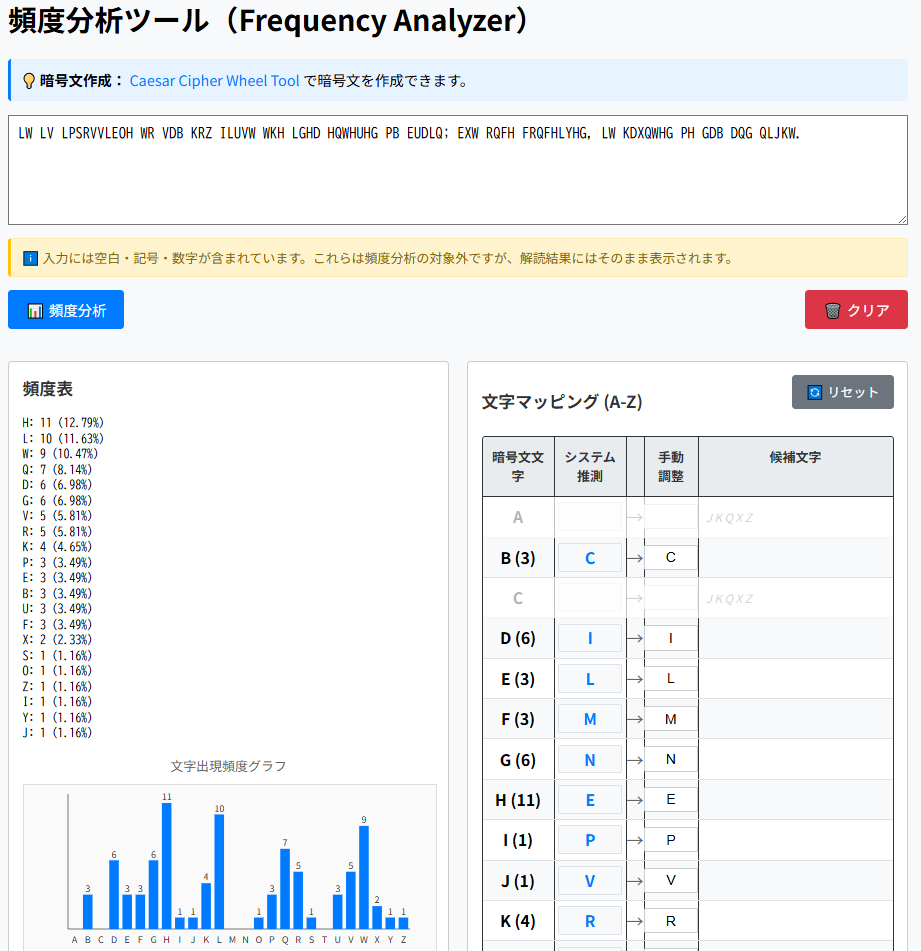 頻度分析ツール（Frequency Analyzer）
💡 暗号文作成： Caesar Cipher Wheel Tool で暗号文を作成できます。
LW LV LPSRVVLEOH WR VDB KRZ ILUVW WKH LGHD HQWHUHG PB EUDLQ; EXW RQFH FRQFHLYHG, LW KDXQWHG PH GDB DQG QLJKW.
ℹ️ 入力には空白・記号・数字が含まれています。これらは頻度分析の対象外ですが、解読結果にはそのまま表示されます。
📊 頻度分析
🗑️ クリア
頻度表
H: 11 (12.79%)
L: 10 (11.63%)
W: 9 (10.47%)
Q: 7 (8.14%)
D: 6 (6.98%)
G: 6 (6.98%)
V: 5 (5.81%)
R: 5 (5.81%)
K: 4 (4.65%)
P: 3 (3.49%)
E: 3 (3.49%)
B: 3 (3.49%)
U: 3 (3.49%)
F: 3 (3.49%)
X: 2 (2.33%)
S: 1 (1.16%)
O: 1 (1.16%)
Z: 1 (1.16%)
I: 1 (1.16%)
Y: 1 (1.16%)
J: 1 (1.16%)
文字出現頻度グラフ
3 6 3 3 6 11 1 1 4 10 1 3 7 5 1 3 5 9 2 1 1
A B C D E F G H I J K L M N O P Q R S T U V W X Y Z
文字マッピング (A-Z)
🔄 リセット
暗号文文字 システム推測 手動調整 候補文字
A → J K Q X Z
B (3) C → C
C → J K Q X Z
D (6) I → I
E (3) L → L
F (3) M → M
G (6) N → N
H (11) E → E
I (1) P → P
J (1) V → V
K (4) R → R